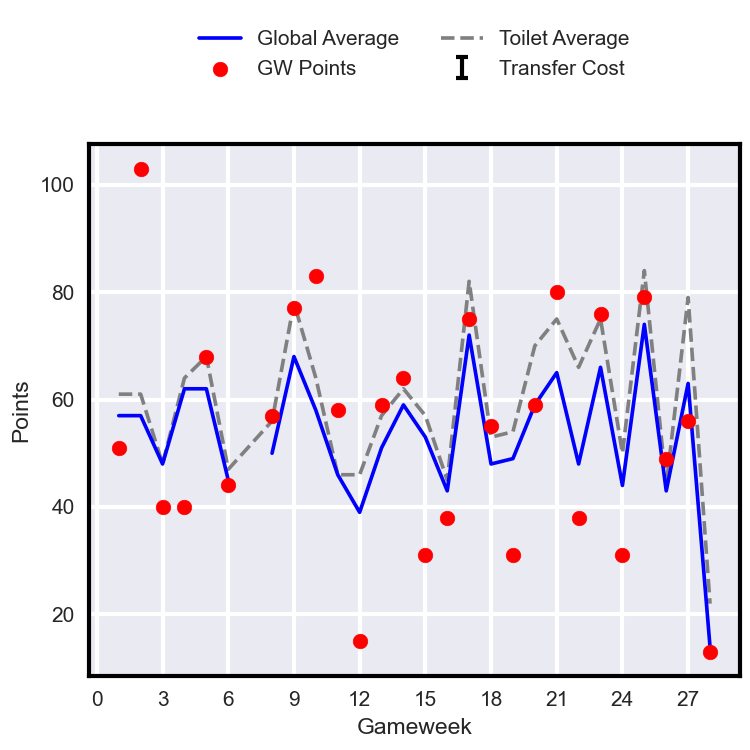 Global Average
Toilet Average
GW Points
Transfer Cost
Points
100
80
60
40
20
0 3 6 9 12 15 18 21 24 27
Gameweek